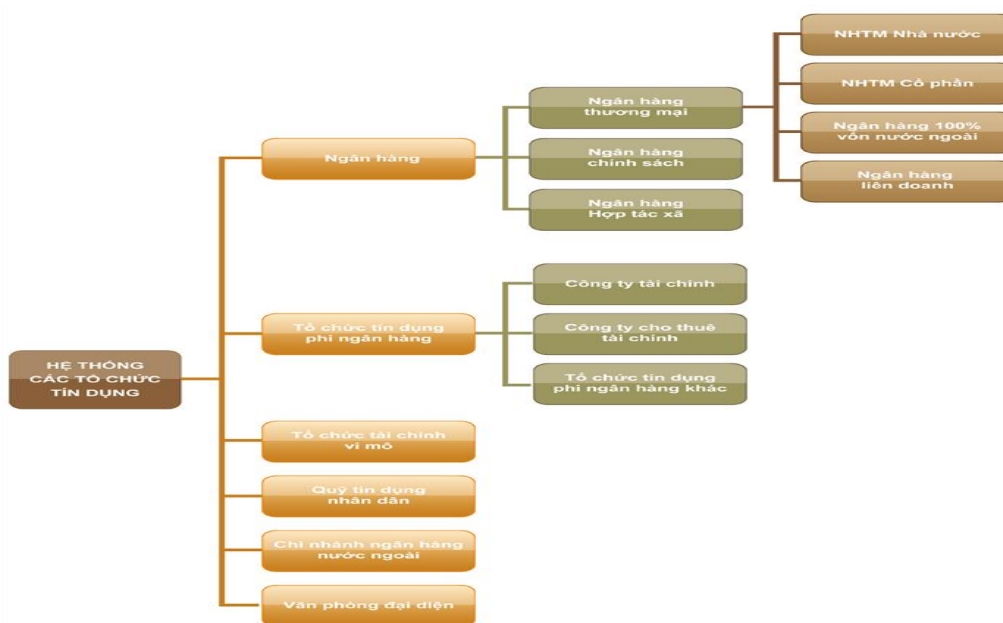 HỆ THỐNG
CÁC TỔ CHỨC
TÍN DỤNG
Ngân hàng
Ngân hàng
thương mại
NHTM Nhà nước
NHTM Cổ phần
Ngân hàng 100%
vốn nước ngoài
Ngân hàng
liên doanh
Ngân hàng
chính sách
Ngân hàng
Hợp tác xã
Tổ chức tín dụng
phi ngân hàng
Công ty tài chính
Công ty cho thuê
tài chính
Tổ chức tín dụng
phi ngân hàng khác
Tổ chức tài chính
vi mô
Quỹ tín dụng
nhân dân
Chi nhánh ngân hàng
nước ngoài
Văn phòng đại diện